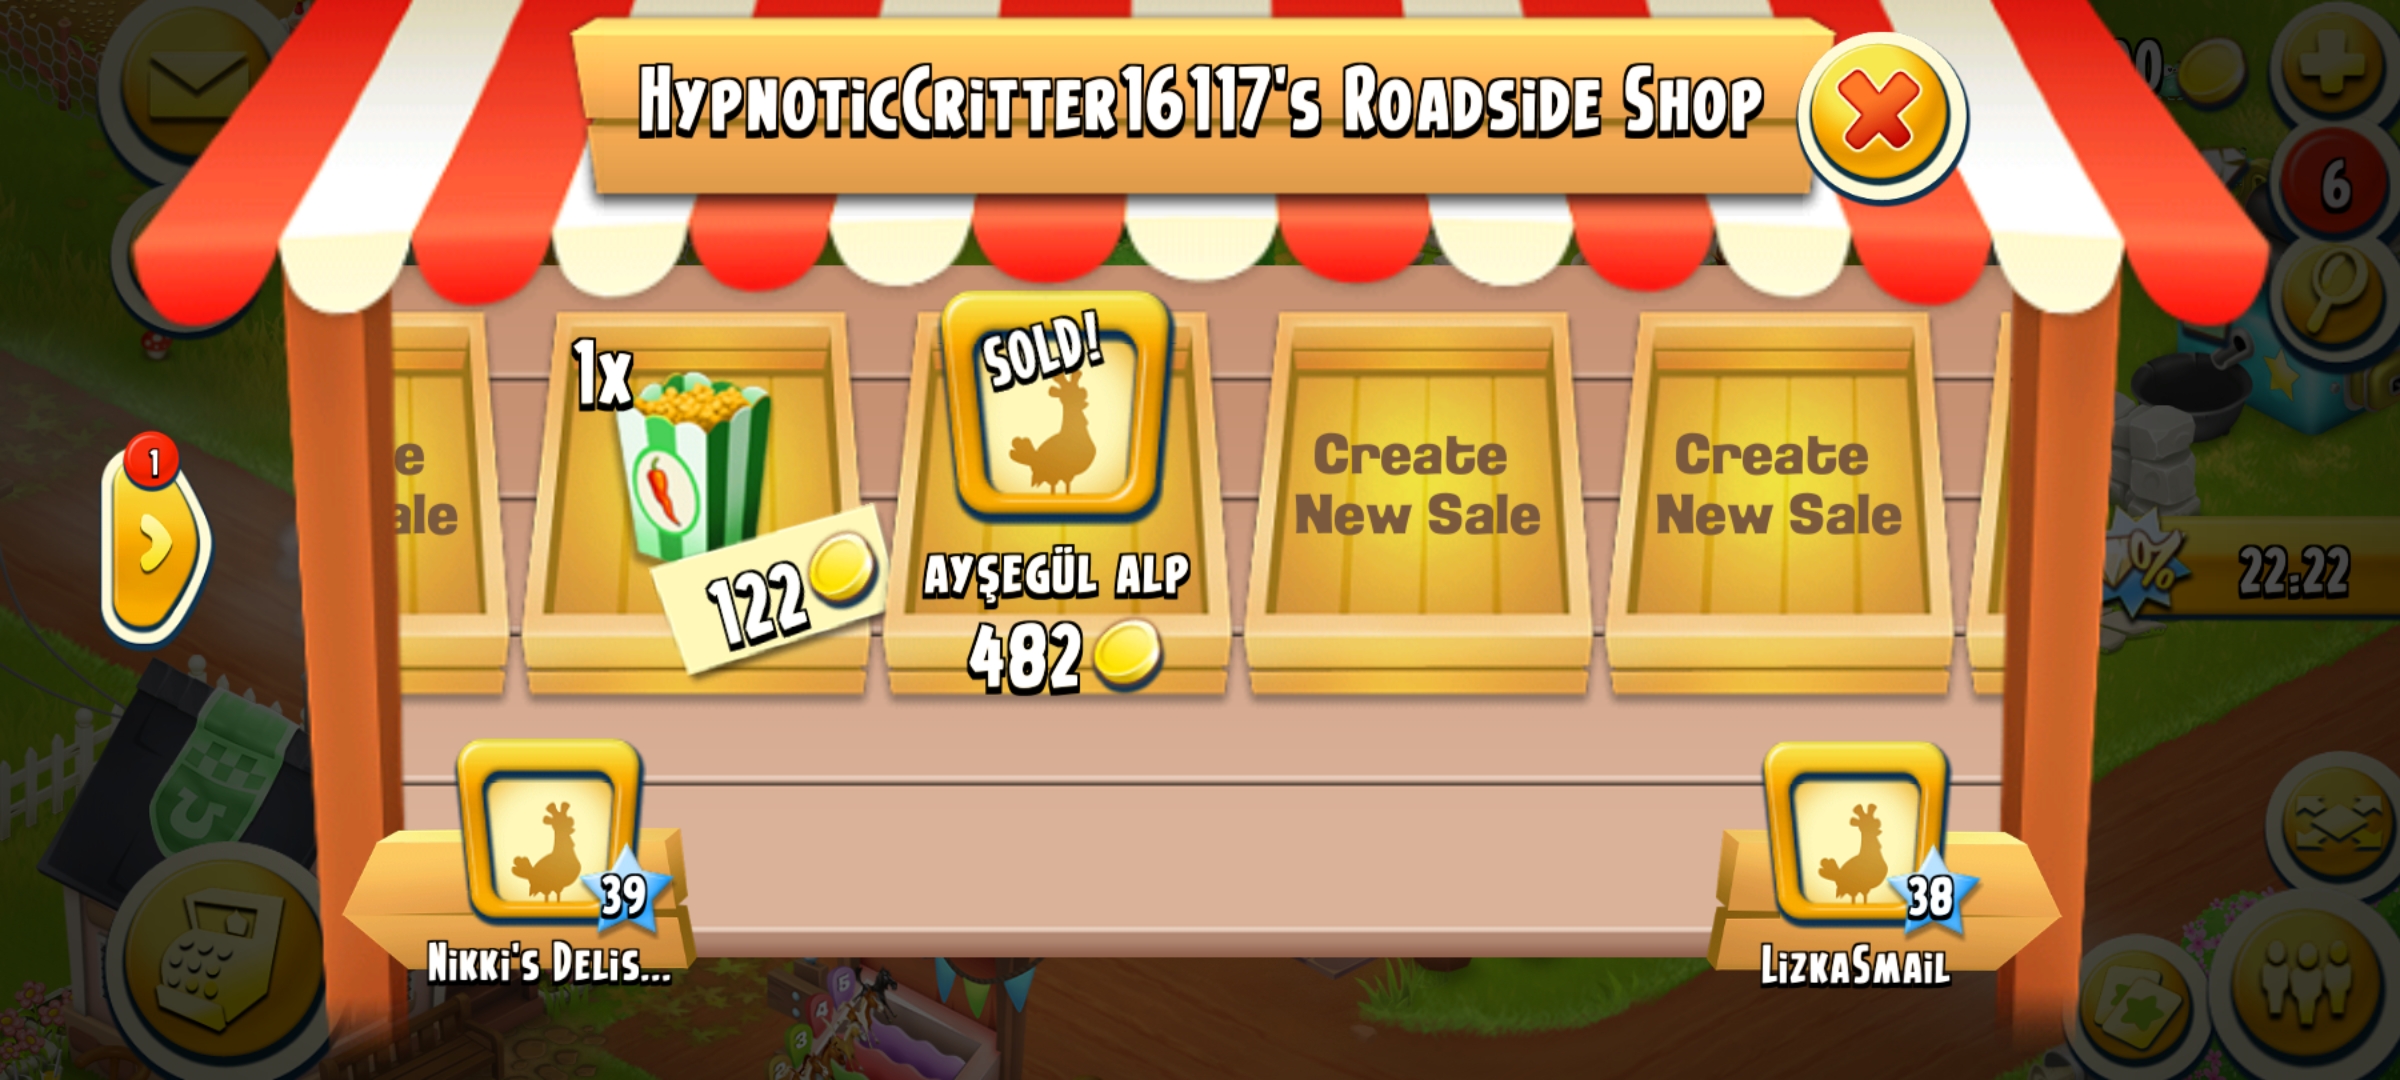 HypnoticCritter16117's Roadside Shop
6
1
1x
122
SOLD!
AYŞEGÜL ALP
482
Create
New Sale
Create
New Sale
e
ale
22:22
39
Nikki's Delis...
38
LizkaSmail